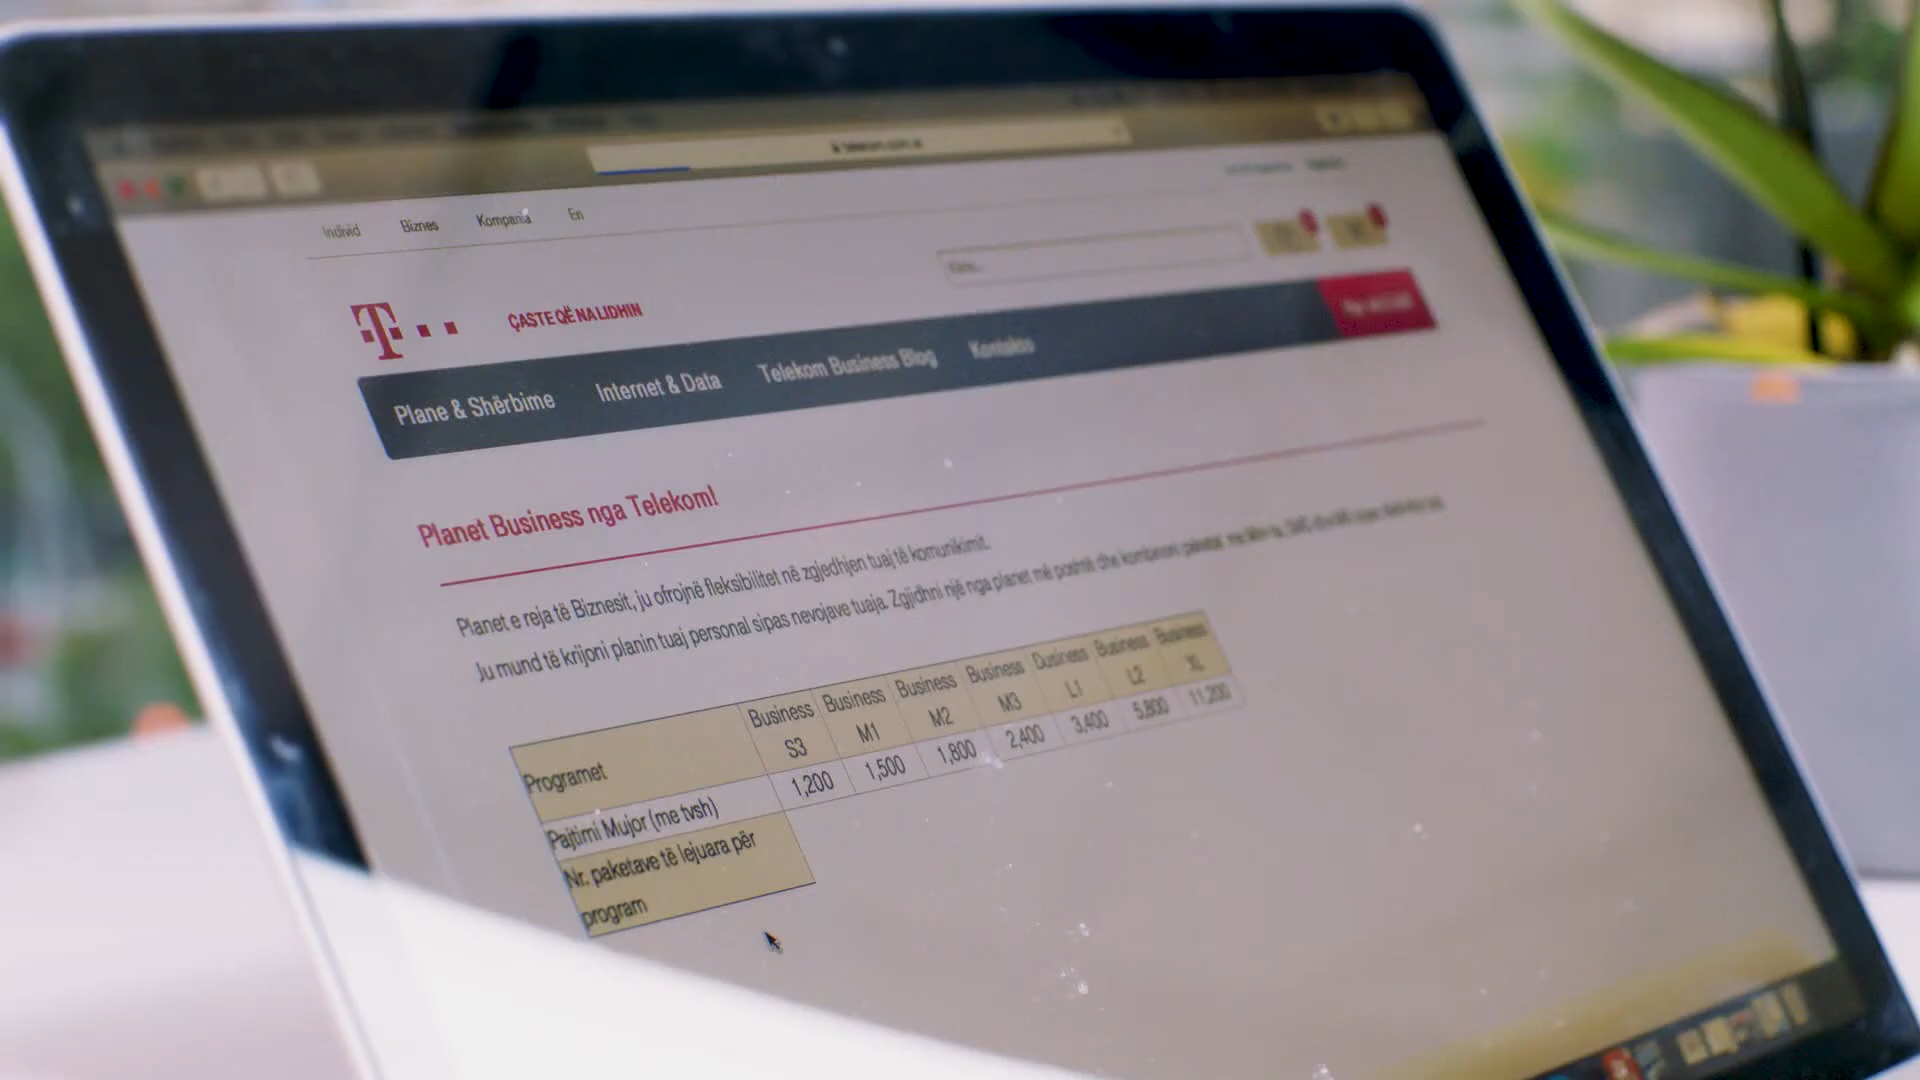 Individ Biznes Kompania En
T
ÇASTE QË NA LIDHIN
Plane & Shërbime Internet & Data Telekom Business Blog Kontakto
Planet Business nga Telekom!
Planet e reja të Biznesit, ju ofrojnë fleksibilitet në zgjedhjen tuaj të komunikimit.
Ju mund të krijoni planin tuaj personal sipas nevojave tuaja. Zgjidhni një nga planet më poshtë dhe kombinoni paketat me
Programet Business S3 Business M1 Business M2 Business M3 Business L1 Business L2 Business XL
Pajtimi Mujor (me tvsh) 1,200 1,500 1,800 2,400 3,400 5,800 11,200
Nr. paketave të lejuara për
program